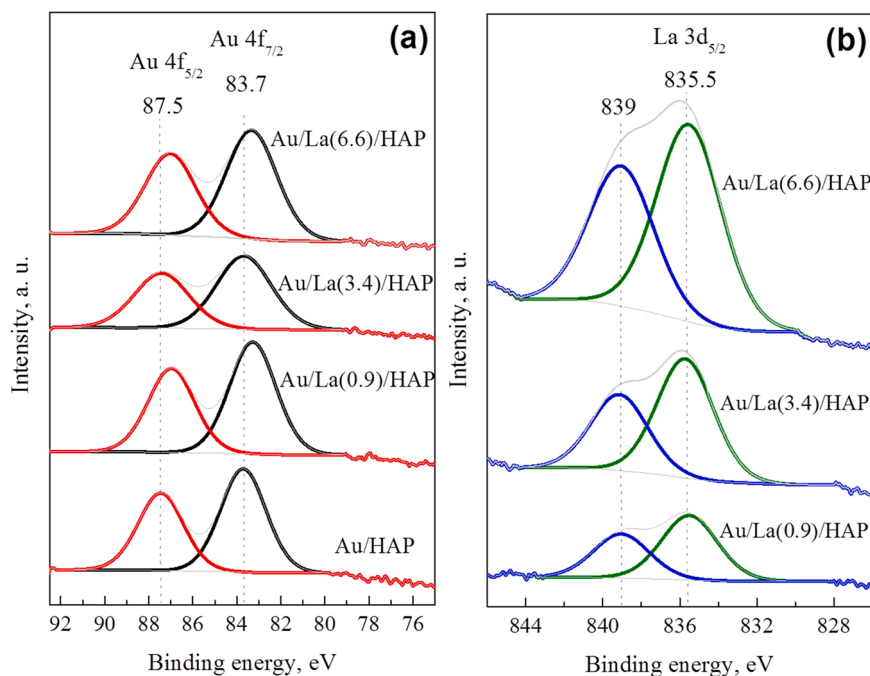 (a)
Au 4f7/2
Au 4f5/2
83.7
87.5
Au/La(6.6)/HAP
Au/La(3.4)/HAP
Au/La(0.9)/HAP
Au/HAP
Intensity, a. u.
92 90 88 86 84 82 80 78 76
Binding energy, eV
(b)
La 3d5/2
835.5
839
Au/La(6.6)/HAP
Au/La(3.4)/HAP
Au/La(0.9)/HAP
Intensity, a. u.
844 840 836 832 828
Binding energy, eV